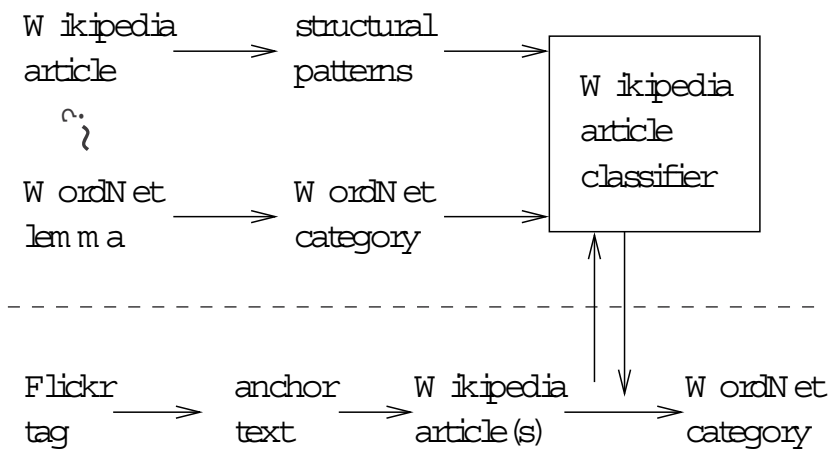 Wikipedia
article
structural
patterns
Wikipedia
article
classifier
?
~
WordNet
lemma
WordNet
category
Flickr
tag
anchor
text
Wikipedia
article(s)
WordNet
category